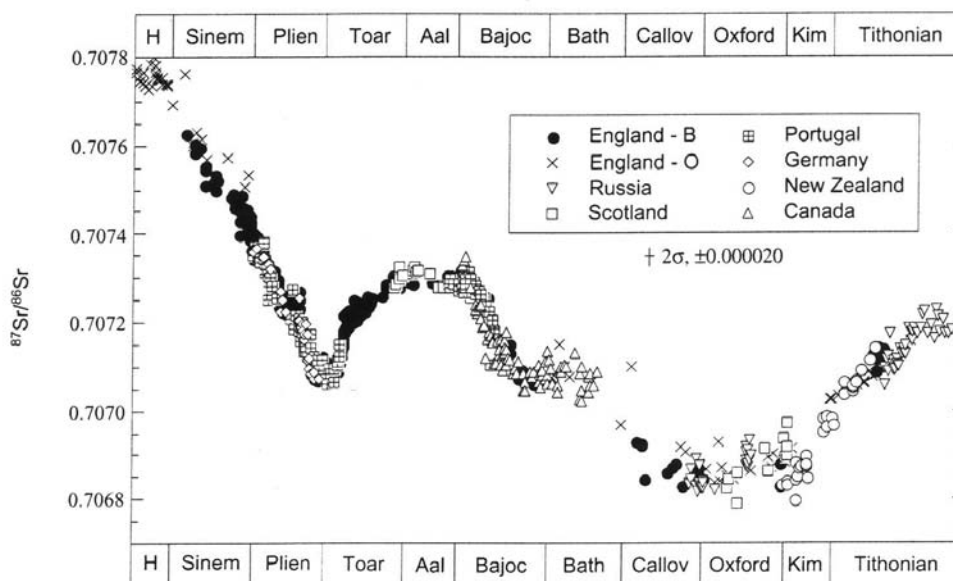 H Sinem Plien Toar Aal Bajoc Bath Callov Oxford Kim Tithonian
0.7078
0.7076
0.7074
0.7072
0.7070
0.7068
⁸⁷Sr/⁸⁶Sr
England - B
England - O
Russia
Scotland
Portugal
Germany
New Zealand
Canada
2σ, ±0.000020
H Sinem Plien Toar Aal Bajoc Bath Callov Oxford Kim Tithonian